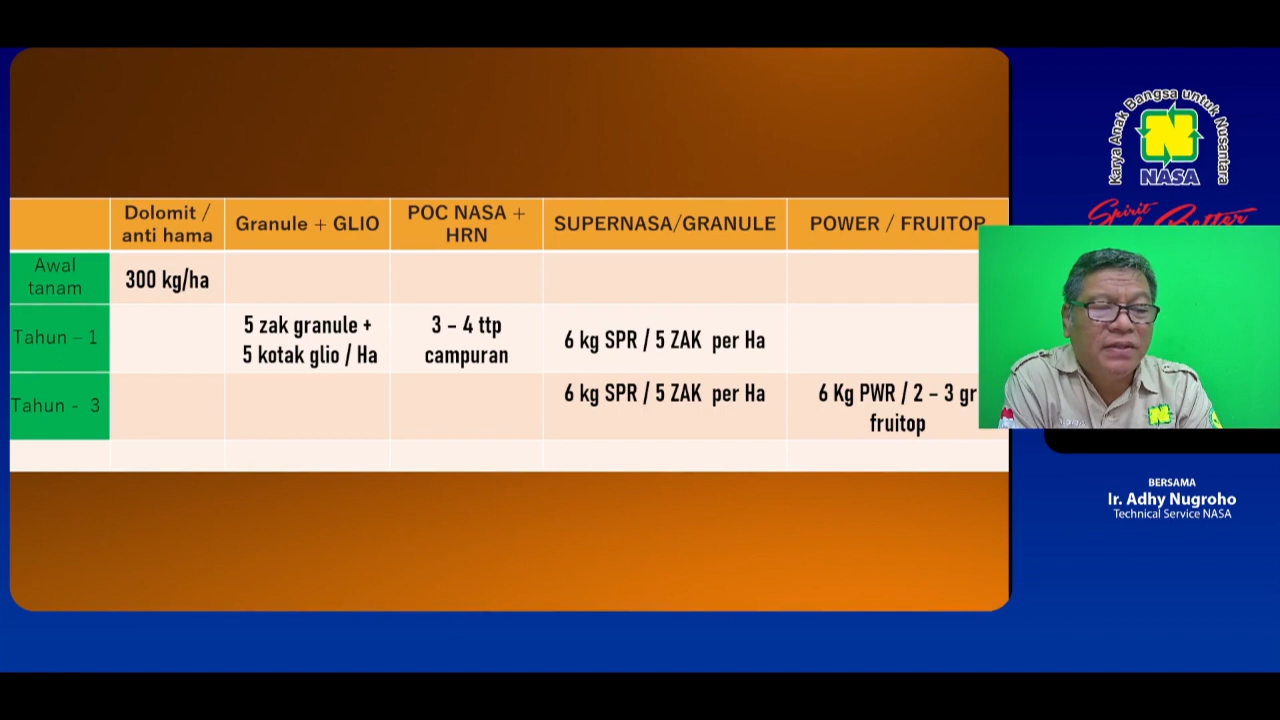 Karya Anak Bangsa untuk Nusantara
NASA
Spirit
Better
Dolomit /
anti hama
Granule + GLIO
POC NASA +
HRN
SUPERNASA/GRANULE
POWER / FRUITOP
Awal
tanam
300 kg/ha
Tahun – 1
5 zak granule +
5 kotak glio / Ha
3 – 4 ttp
campuran
6 kg SPR / 5 ZAK per Ha
Tahun - 3
6 kg SPR / 5 ZAK per Ha
6 Kg PWR / 2 – 3 gr
fruitop
BERSAMA
Ir. Adhy Nugroho
Technical Service NASA